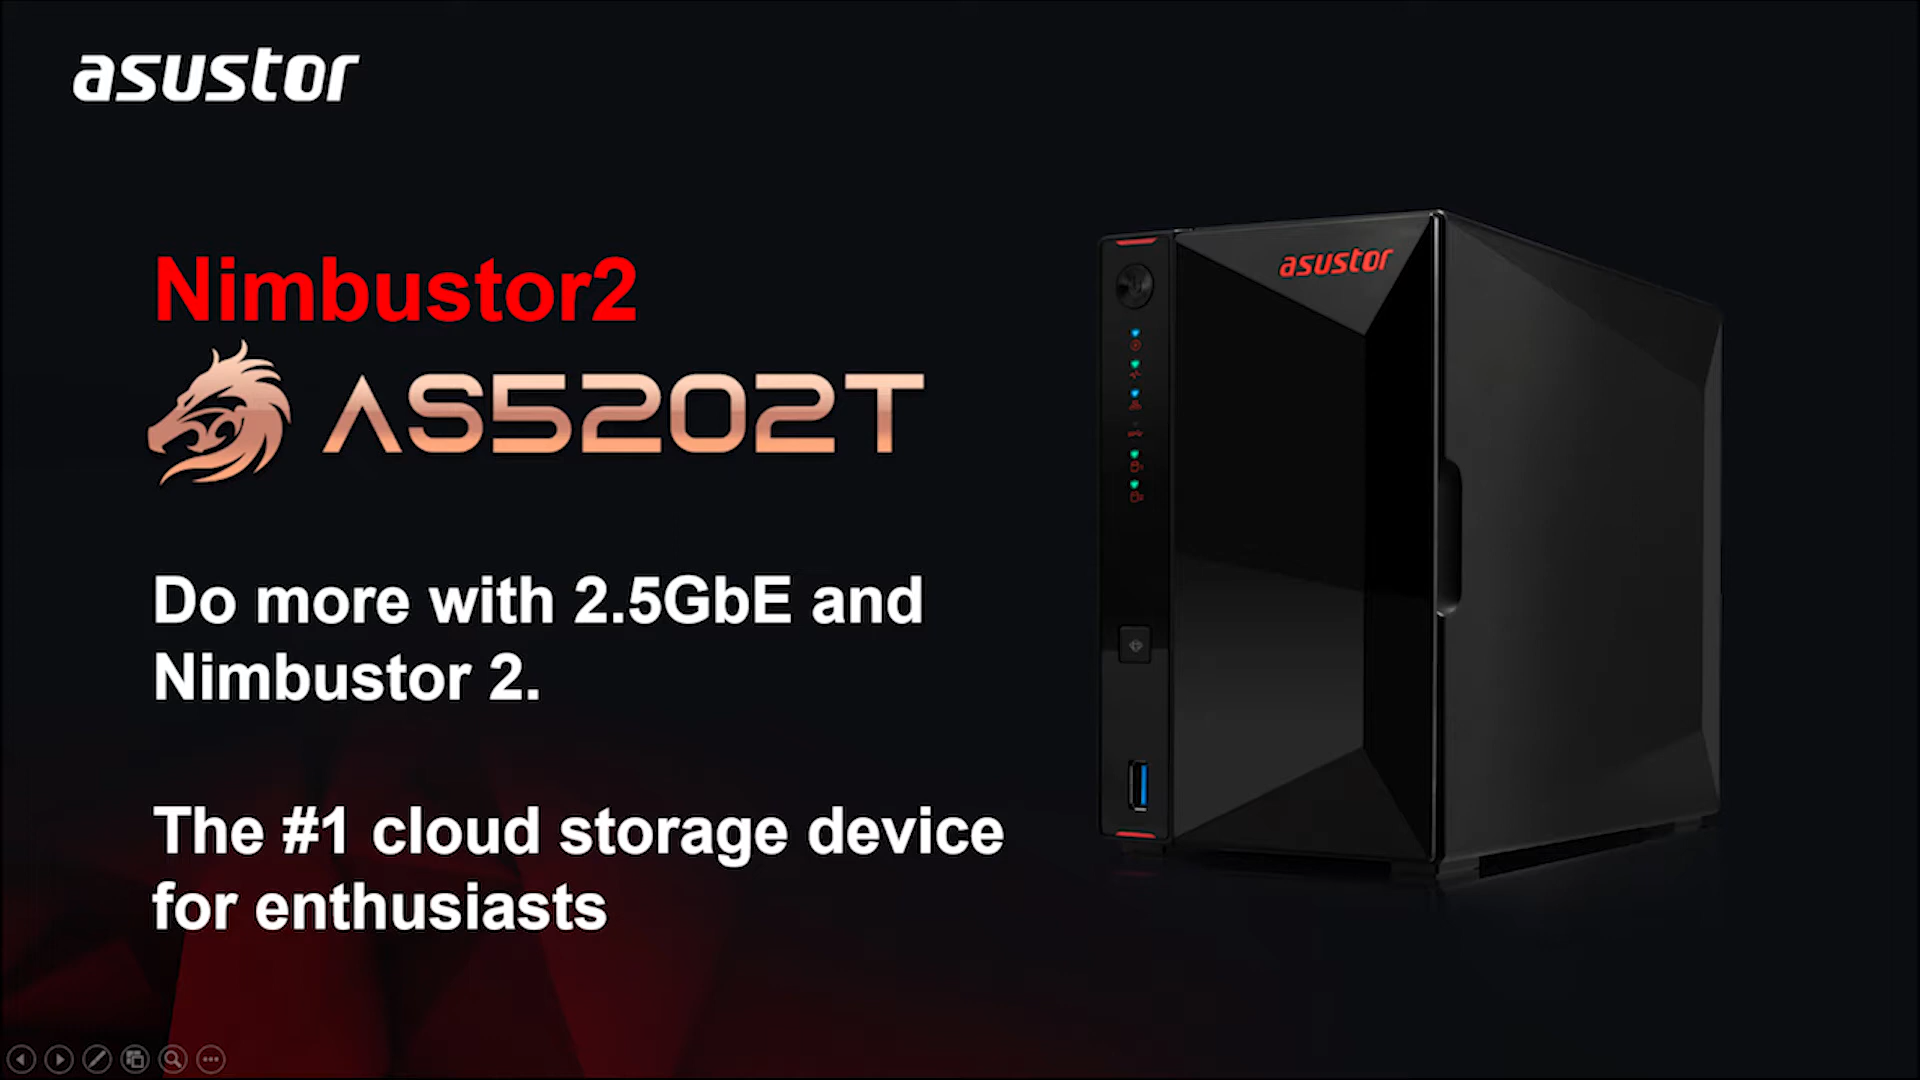 asustor
Nimbustor2
AS5202T
Do more with 2.5GbE and
Nimbustor 2.
The #1 cloud storage device
for enthusiasts
asustor